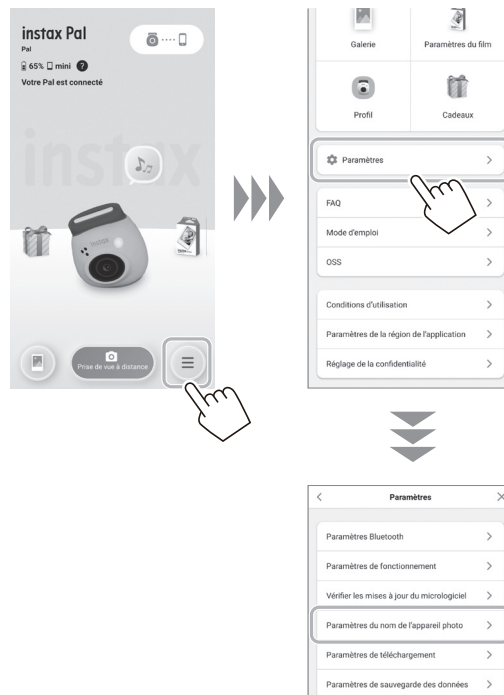 instax Pal
Pal
65% mini ?
Votre Pal est connecté
instax
Prise de vue à distance
Galerie
Paramètres du film
Profil
Cadeaux
Paramètres
FAQ
Mode d'emploi
OSS
Conditions d'utilisation
Paramètres de la région de l'application
Réglage de la confidentialité
Paramètres
Paramètres Bluetooth
Paramètres de fonctionnement
Vérifier les mises à jour du micrologiciel
Paramètres du nom de l'appareil photo
Paramètres de téléchargement
Paramètres de sauvegarde des données